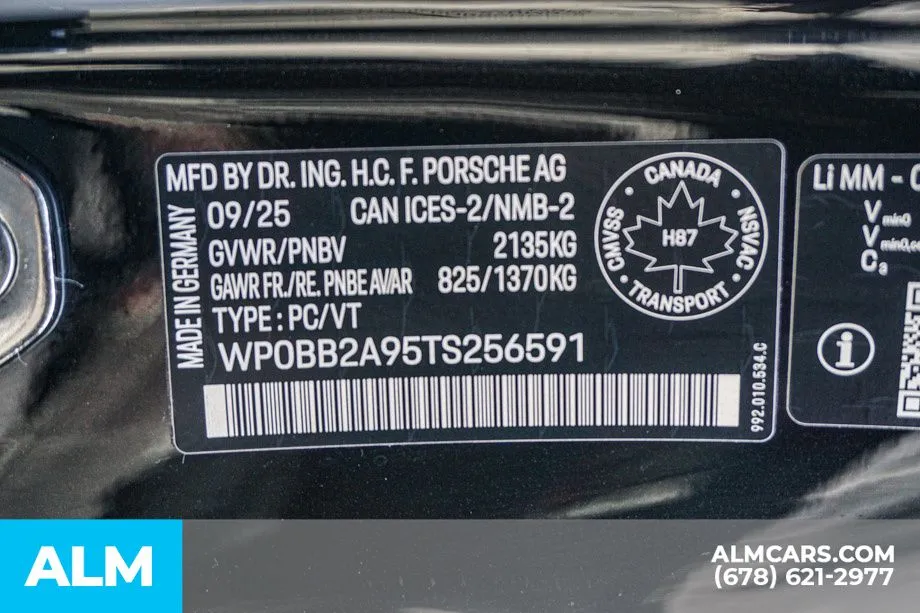 MFD BY DR. ING. H.C. F. PORSCHE AG
09/25 CAN ICES-2/NMB-2
GVWR/PNBV 2135KG
GAWR FR./RE. PNBE AV/AR 825/1370KG
TYPE : PC/VT
WP0BB2A95TS256591
MADE IN GERMANY
CANADA
CMVSS
H87
NSVAC
TRANSPORT
992.010.534.C
Li MM - C
V min0
V min0,
C a
i
ALM
ALMCARS.COM
(678) 621-2977